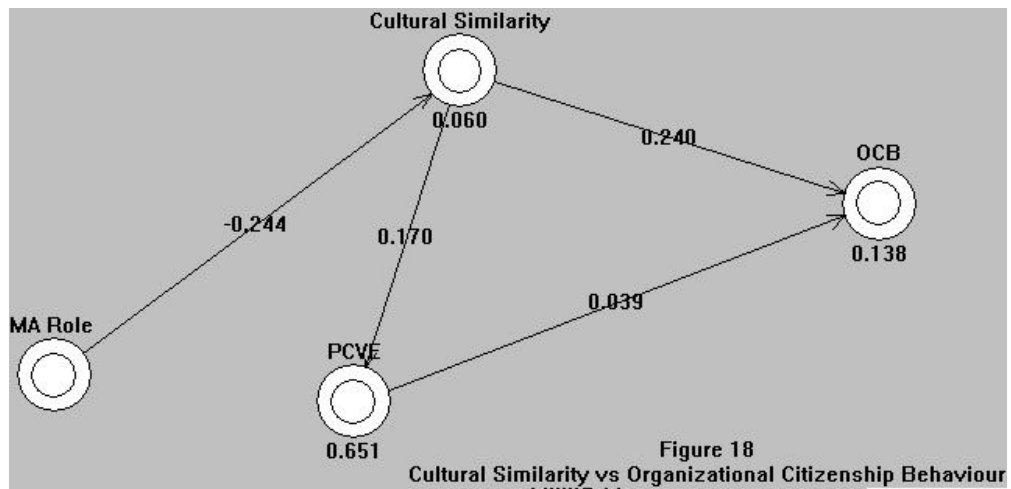 Cultural Similarity
0.060
0.240
OCB
0.138
-0.244
0.170
0.039
MA Role
PCVE
0.651
Figure 18
Cultural Similarity vs Organizational Citizenship Behaviour